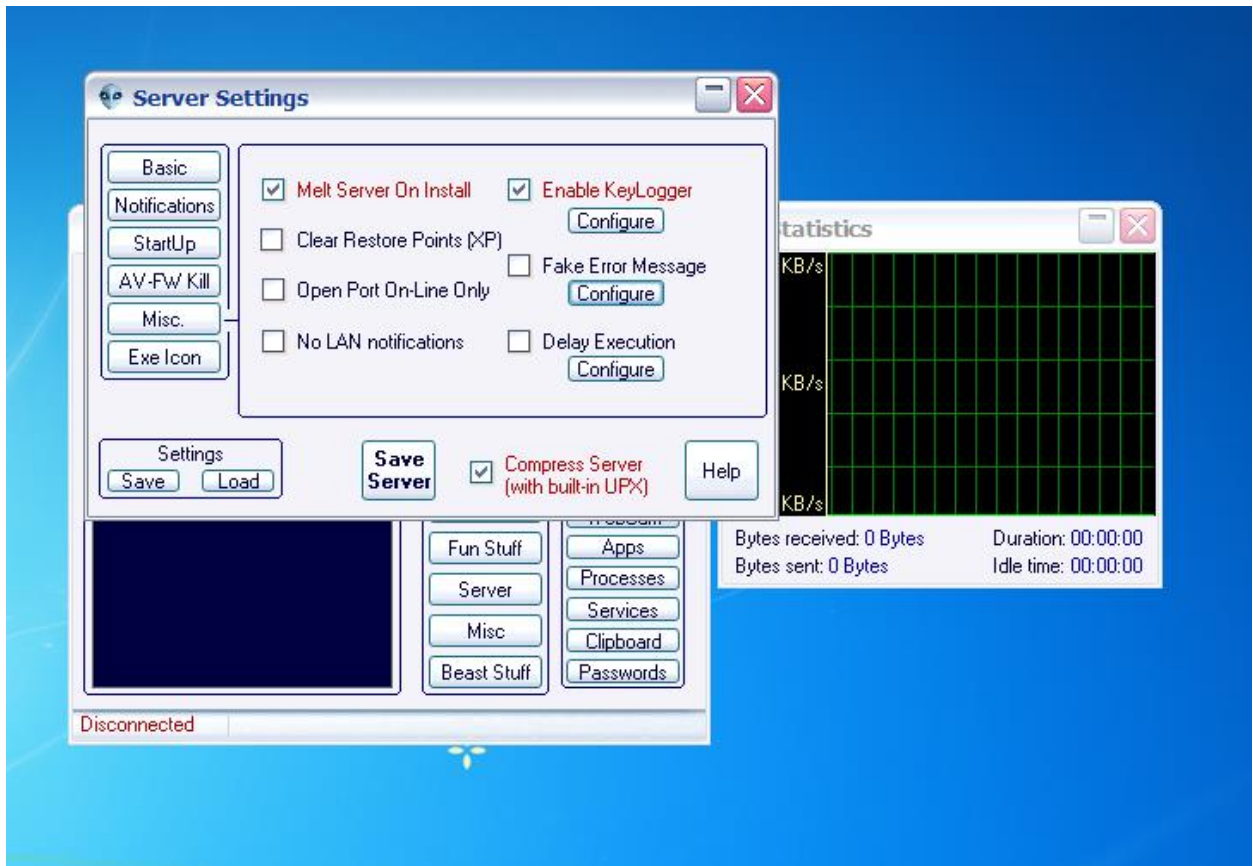 Server Settings
Basic
Notifications
StartUp
AV-FW Kill
Misc.
Exe Icon
Melt Server On Install
Enable KeyLogger
Configure
Clear Restore Points (XP)
Fake Error Message
Configure
Open Port On-Line Only
No LAN notifications
Delay Execution
Configure
Settings
Save
Load
Save
Server
Compress Server
(with built-in UPX)
Help
KB/s
KB/s
KB/s
Bytes received: 0 Bytes
Duration: 00:00:00
Bytes sent: 0 Bytes
Idle time: 00:00:00
Fun Stuff
Server
Misc
Beast Stuff
Apps
Processes
Services
Clipboard
Passwords
Disconnected